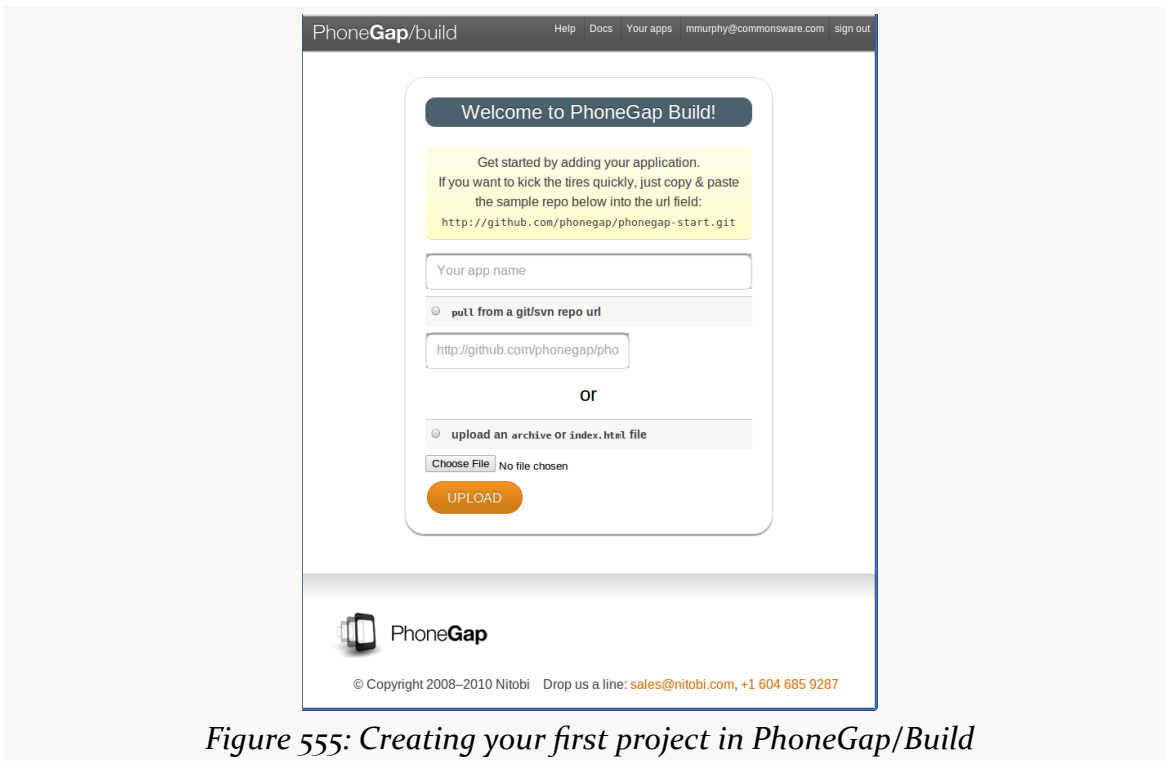 PhoneGap/build
Help Docs Your apps mmurphy@commonsware.com sign out
Welcome to PhoneGap Build!
Get started by adding your application.
If you want to kick the tires quickly, just copy & paste
the sample repo below into the url field:
http://github.com/phonegap/phonegap-start.git
Your app name
pull from a git/svn repo url
http://github.com/phonegap/pho
or
upload an archive or index.html file
Choose File No file chosen
UPLOAD
PhoneGap
© Copyright 2008–2010 Nitobi Drop us a line: sales@nitobi.com, +1 604 685 9287
Figure 555: Creating your first project in PhoneGap/Build